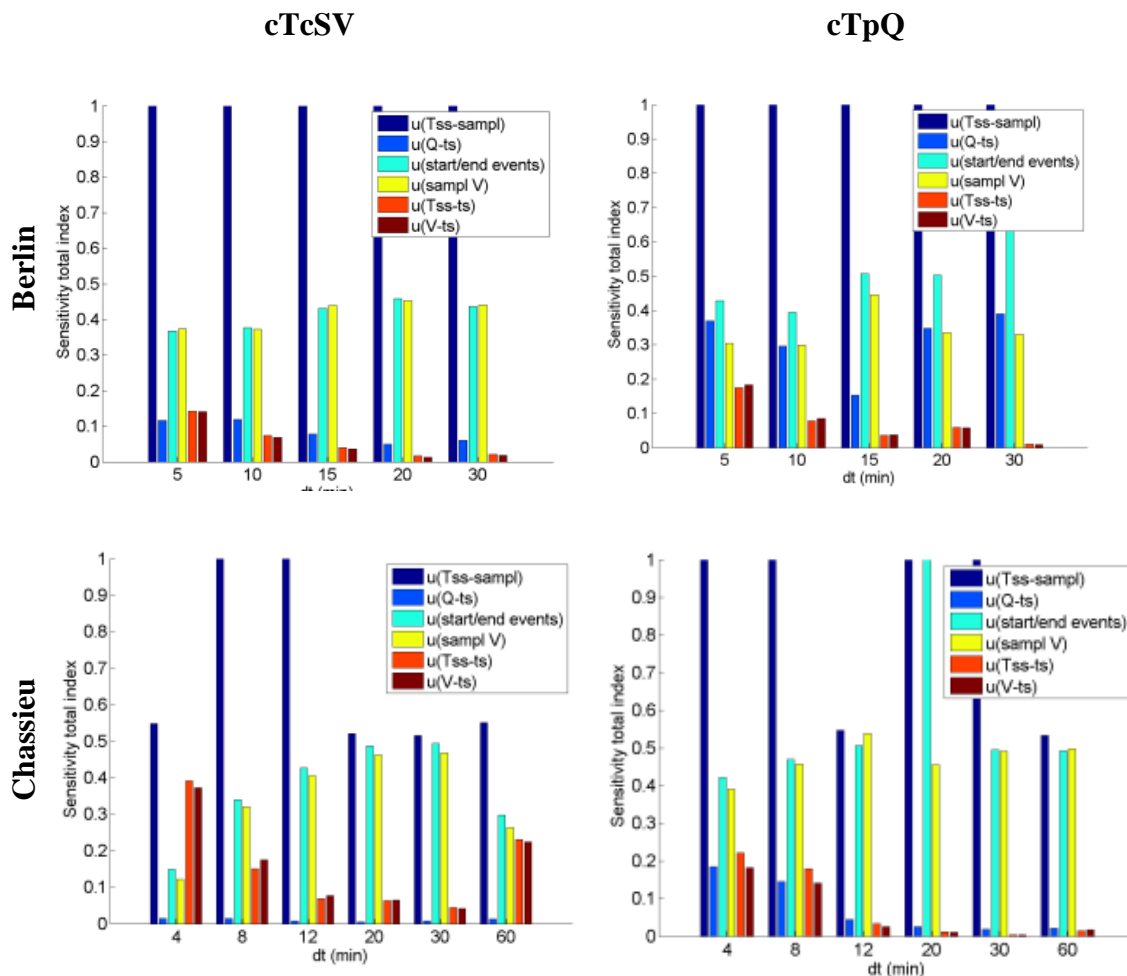 cTcSV
cTpQ
Berlin
Sensitivity total index
1
0.9
0.8
0.7
0.6
0.5
0.4
0.3
0.2
0.1
0
u(Tss-sampl)
u(Q-ts)
u(start/end events)
u(sampl V)
u(Tss-ts)
u(V-ts)
5 10 15 20 30
dt (min)
Sensitivity total index
1
0.9
0.8
0.7
0.6
0.5
0.4
0.3
0.2
0.1
0
u(Tss-sampl)
u(Q-ts)
u(start/end events)
u(sampl V)
u(Tss-ts)
u(V-ts)
5 10 15 20 30
dt (min)
Chassieu
Sensitivity total index
1
0.9
0.8
0.7
0.6
0.5
0.4
0.3
0.2
0.1
0
u(Tss-sampl)
u(Q-ts)
u(start/end events)
u(sampl V)
u(Tss-ts)
u(V-ts)
4 8 12 20 30 60
dt (min)
Sensitivity total index
1
0.9
0.8
0.7
0.6
0.5
0.4
0.3
0.2
0.1
0
u(Tss-sampl)
u(Q-ts)
u(start/end events)
u(sampl V)
u(Tss-ts)
u(V-ts)
4 8 12 20 30 60
dt (min)